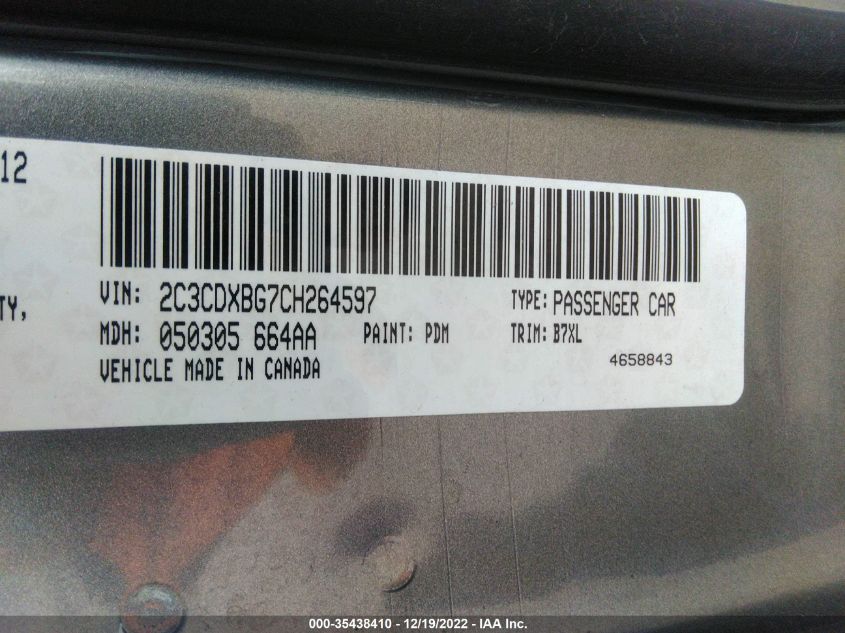 12
TY,
VIN: 2C3CDXBG7CH264597 TYPE: PASSENGER CAR
MDH: 050305 664AA PAINT: PDM TRIM: B7XL
VEHICLE MADE IN CANADA 4658843
000-35438410 - 12/19/2022 - IAA Inc.